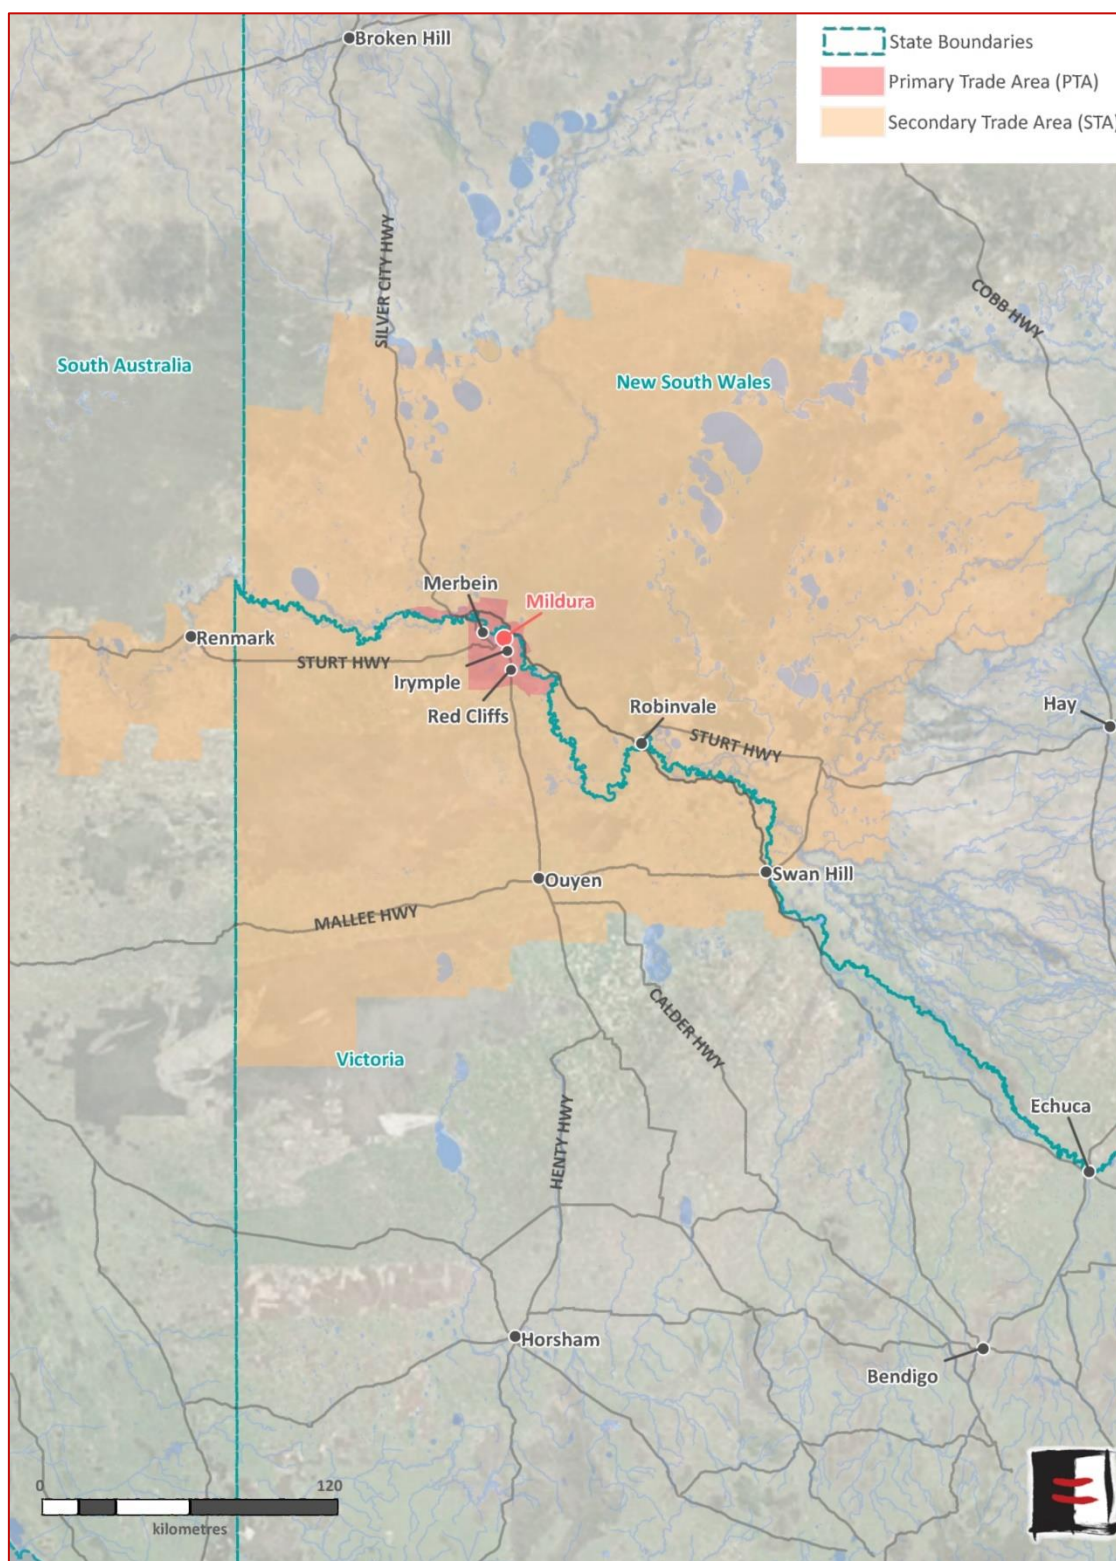 Broken Hill
State Boundaries
Primary Trade Area (PTA)
Secondary Trade Area (STA)
SILVER CITY HWY
COBB HWY
South Australia
New South Wales
Merbein
Mildura
Renmark
STURT HWY
Irymple
Red Cliffs
Robinvale
Hay
STURT HWY
Ouyen
Swan Hill
MALLEE HWY
CALDER HWY
Victoria
Echuca
HENTY HWY
Horsham
Bendigo
0 120
kilometres